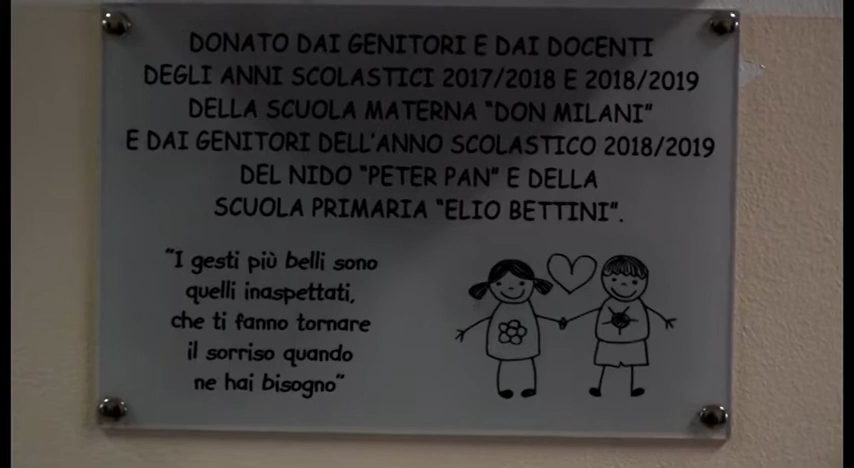 DONATO DAI GENITORI E DAI DOCENTI
DEGLI ANNI SCOLASTICI 2017/2018 E 2018/2019
DELLA SCUOLA MATERNA "DON MILANI"
E DAI GENITORI DELL'ANNO SCOLASTICO 2018/2019
DEL NIDO "PETER PAN" E DELLA
SCUOLA PRIMARIA "ELIO BETTINI".
"I gesti più belli sono
quelli inaspettati,
che ti fanno tornare
il sorriso quando
ne hai bisogno"